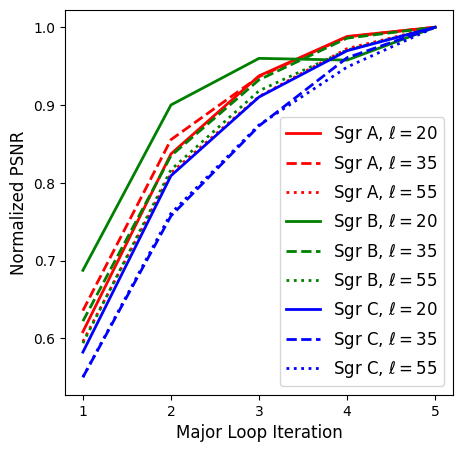 1.0
0.9
0.8
0.7
0.6
Normalized PSNR
Sgr A, ℓ = 20
Sgr A, ℓ = 35
Sgr A, ℓ = 55
Sgr B, ℓ = 20
Sgr B, ℓ = 35
Sgr B, ℓ = 55
Sgr C, ℓ = 20
Sgr C, ℓ = 35
Sgr C, ℓ = 55
1 2 3 4 5
Major Loop Iteration